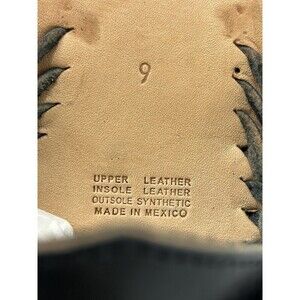 9
UPPER LEATHER
INSOLE LEATHER
OUTSOLE SYNTHETIC
MADE IN MEXICO